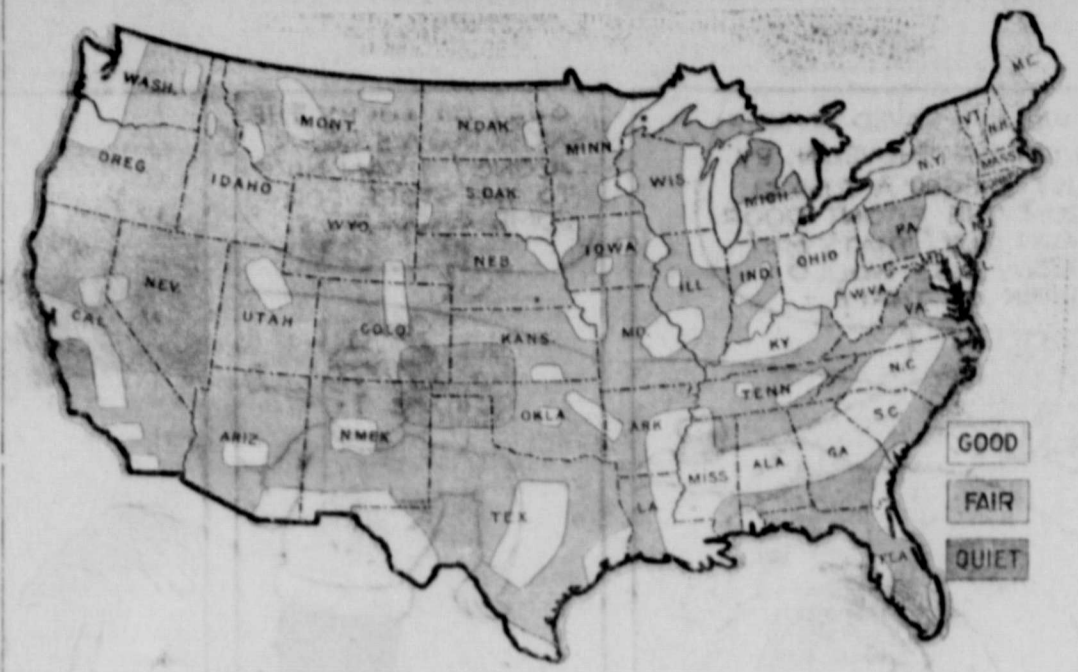 WASH.
OREG
IDAHO
MONT.
N.DAK.
S.DAK.
WYO.
NEB.
NEV.
UTAH
COLO.
KANS.
CAL
ARIZ
N.MEX
OKLA
TEX
MINN
IOWA
MO.
ARK
LA
WIS.
ILL
MICH
IND.
OHIO
KY
TENN
MISS
ALA
GA
FLA
S.C
N.C
VA
W.VA.
PA
N.Y.
N.J.
VT.
N.H.
MASS.
ME.
GOOD
FAIR
QUIET